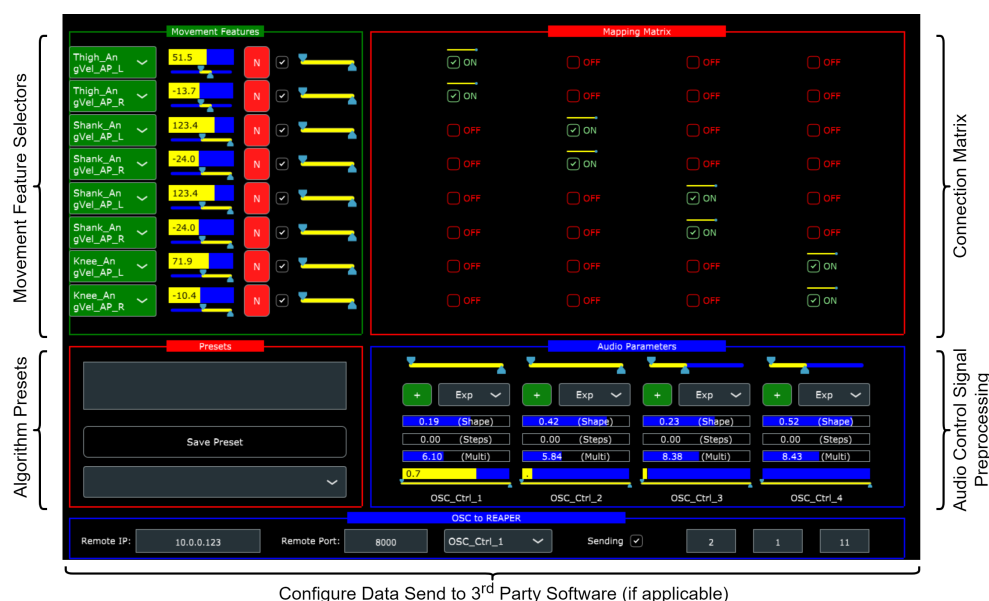 Movement Features
Mapping Matrix
Movement Feature Selectors
Connection Matrix
Thigh_An
gVel_AP_L
51.5
N
ON
OFF
OFF
OFF
Thigh_An
gVel_AP_R
-13.7
N
ON
OFF
OFF
OFF
Shank_An
gVel_AP_L
123.4
N
OFF
ON
OFF
OFF
Shank_An
gVel_AP_R
-24.0
N
OFF
ON
OFF
OFF
Shank_An
gVel_AP_L
123.4
N
OFF
OFF
ON
OFF
Shank_An
gVel_AP_R
-24.0
N
OFF
OFF
ON
OFF
Knee_An
gVel_AP_L
71.9
N
OFF
OFF
OFF
ON
Knee_An
gVel_AP_R
-10.4
N
OFF
OFF
OFF
ON
Algorithm Presets
Presets
Save Preset
Audio Parameters
Audio Control Signal
Preprocessing
+ Exp
+ Exp
+ Exp
+ Exp
0.19 (Shape)
0.42 (Shape)
0.23 (Shape)
0.52 (Shape)
0.00 (Steps)
0.00 (Steps)
0.00 (Steps)
0.00 (Steps)
6.10 (Multi)
5.84 (Multi)
8.38 (Multi)
8.43 (Multi)
0.7
OSC_Ctrl_1
OSC_Ctrl_2
OSC_Ctrl_3
OSC_Ctrl_4
OSC to REAPER
Remote IP: 10.0.0.123 Remote Port: 8000 OSC_Ctrl_1 Sending 2 1 11
Configure Data Send to 3rd Party Software (if applicable)